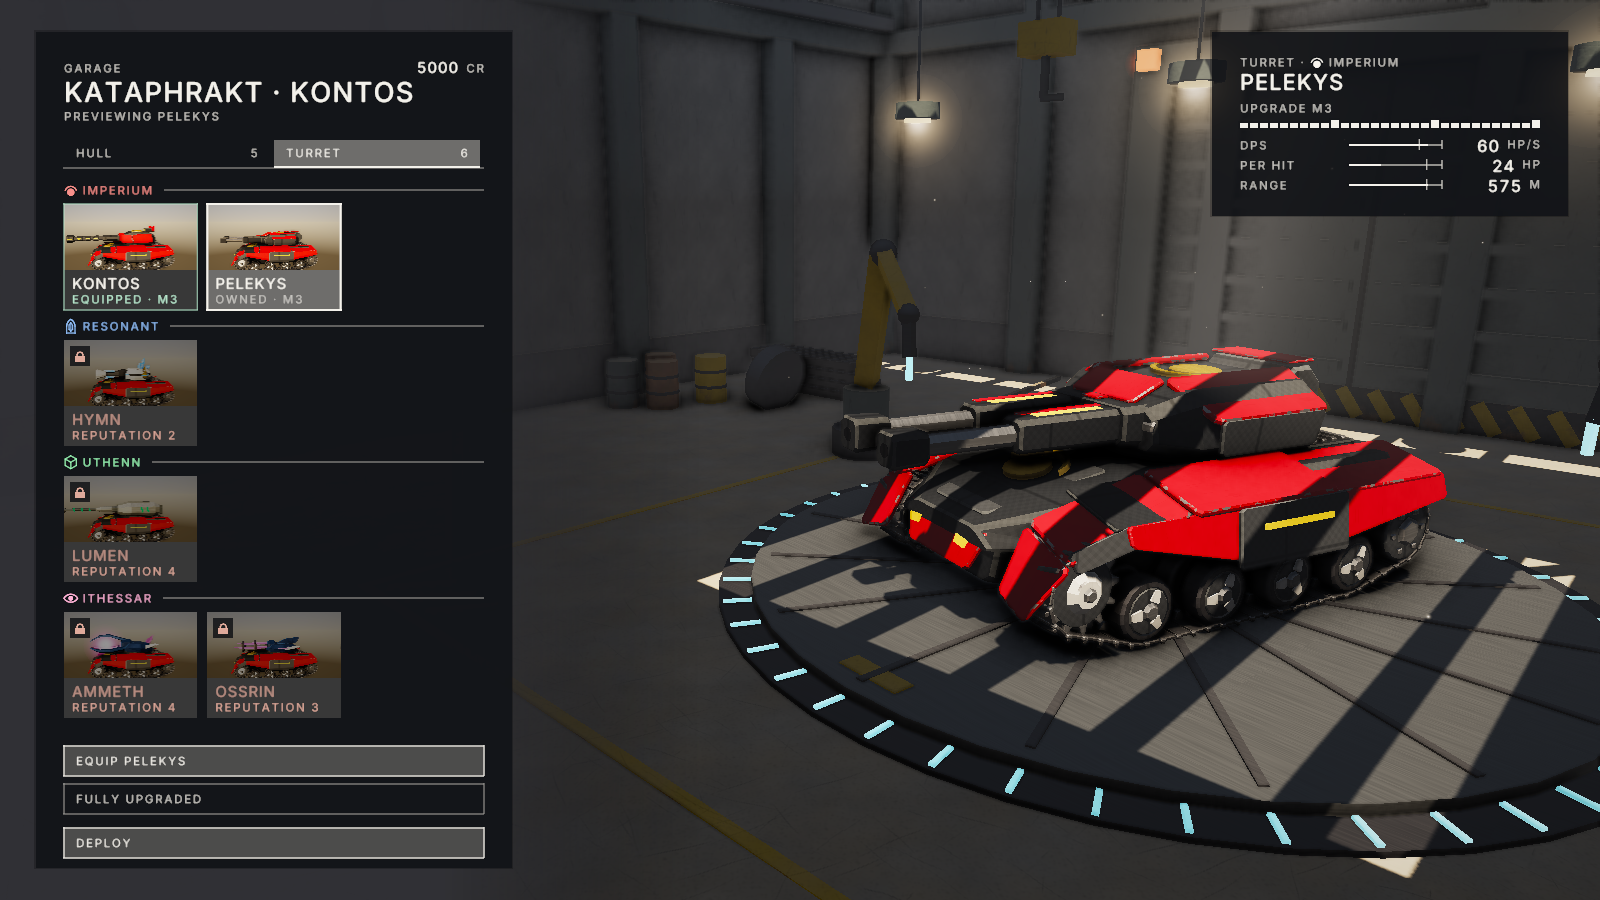 GARAGE 5000 CR
KATAPHRAKT · KONTOS
PREVIEWING PELEKYS
HULL 5 TURRET 6
IMPERIUM
KONTOS PELEKYS
EQUIPPED · M3 OWNED · M3
RESONANT
HYMN
REPUTATION 2
UTHENN
LUMEN
REPUTATION 4
ITHESSAR
AMMETH OSSRIN
REPUTATION 4 REPUTATION 3
EQUIP PELEKYS
FULLY UPGRADED
DEPLOY
TURRET · IMPERIUM
PELEKYS
UPGRADE M3
DPS 60 HP/S
PER HIT 24 HP
RANGE 575 M